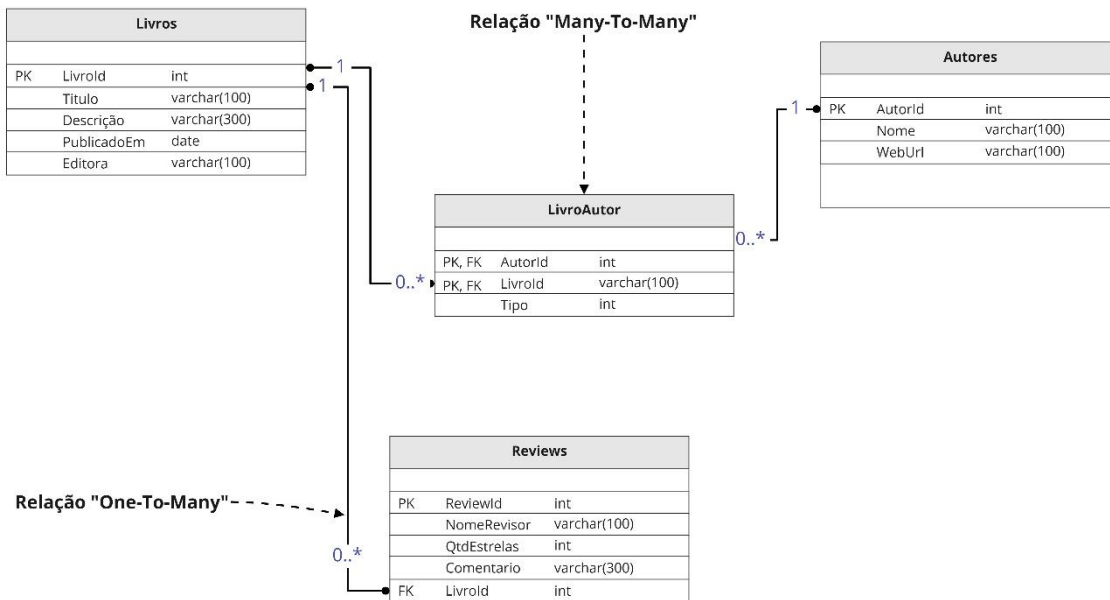 Relação "Many-To-Many"
Livros
PK LivroId int
Titulo varchar(100)
Descrição varchar(300)
PublicadoEm date
Editora varchar(100)
1
1
Autores
1
PK AutorId int
Nome varchar(100)
WebUrl varchar(100)
LivroAutor
0..*
PK, FK AutorId int
0..*
PK, FK LivroId varchar(100)
Tipo int
Reviews
PK ReviewId int
NomeRevisor varchar(100)
QtdEstrelas int
Comentario varchar(300)
FK LivroId int
Relação "One-To-Many"
0..*